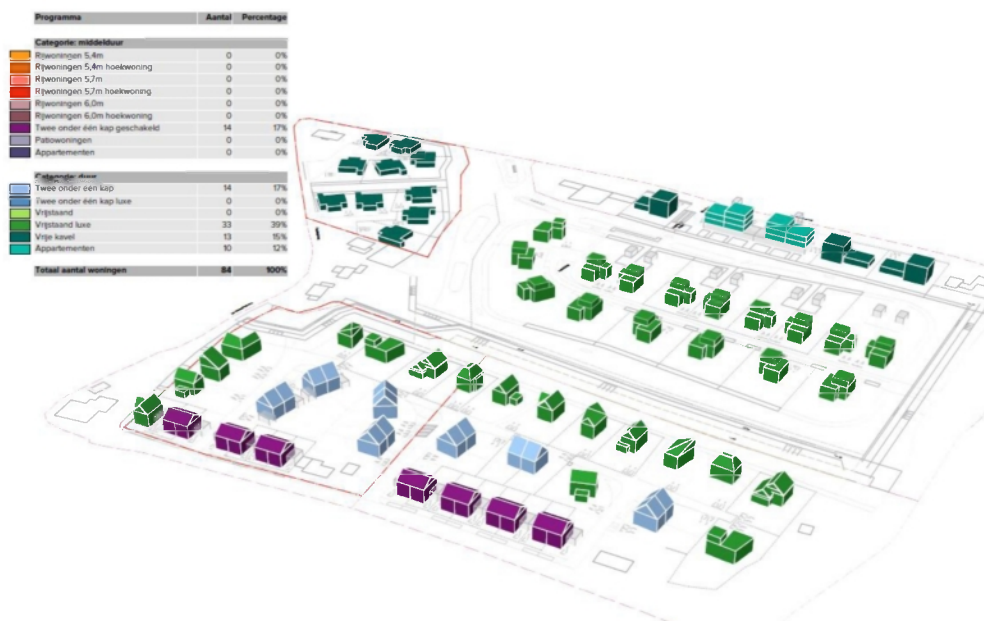 Programma Aantal Percentage
Categorie: middelduur
Rijwoningen 5,4m 0 0%
Rijwoningen 5,4m hoekwoning 0 0%
Rijwoningen 5,7m 0 0%
Rijwoningen 5,7m hoekwoning 0 0%
Rijwoningen 6,0m 0 0%
Rijwoningen 6,0m hoekwoning 0 0%
Twee onder één kap geschakeld 14 17%
Patiowoningen 0 0%
Appartementen 0 0%
Categorie: duur
Twee onder een kap 14 17%
Twee onder één kap luxe 0 0%
Vrijstaand 0 0%
Vrijstaand luxe 33 39%
Vrije kavel 13 15%
Appartementen 10 12%
Totaal aantal woningen 84 100%